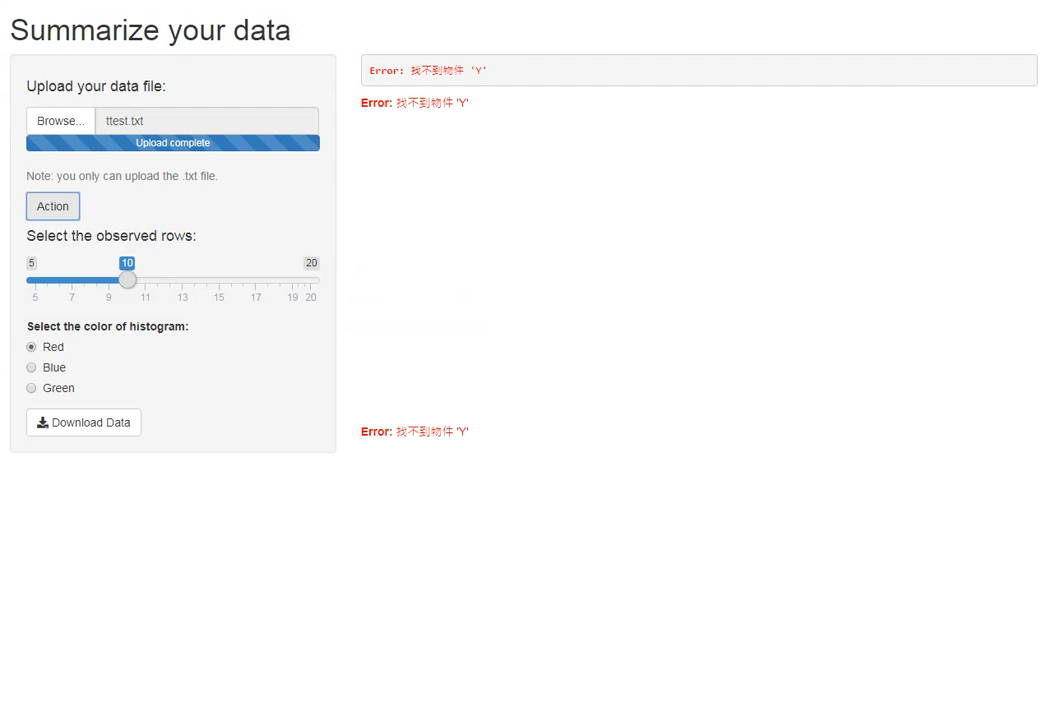 Summarize your data
Upload your data file:
Browse... ttest.txt
Upload complete
Note: you only can upload the .txt file.
Action
Select the observed rows:
5 10 20
5 7 9 11 13 15 17 19 20
Select the color of histogram:
Red
Blue
Green
Download Data
Error: 找不到物件 'Y'
Error: 找不到物件 'Y'
Error: 找不到物件 'Y'